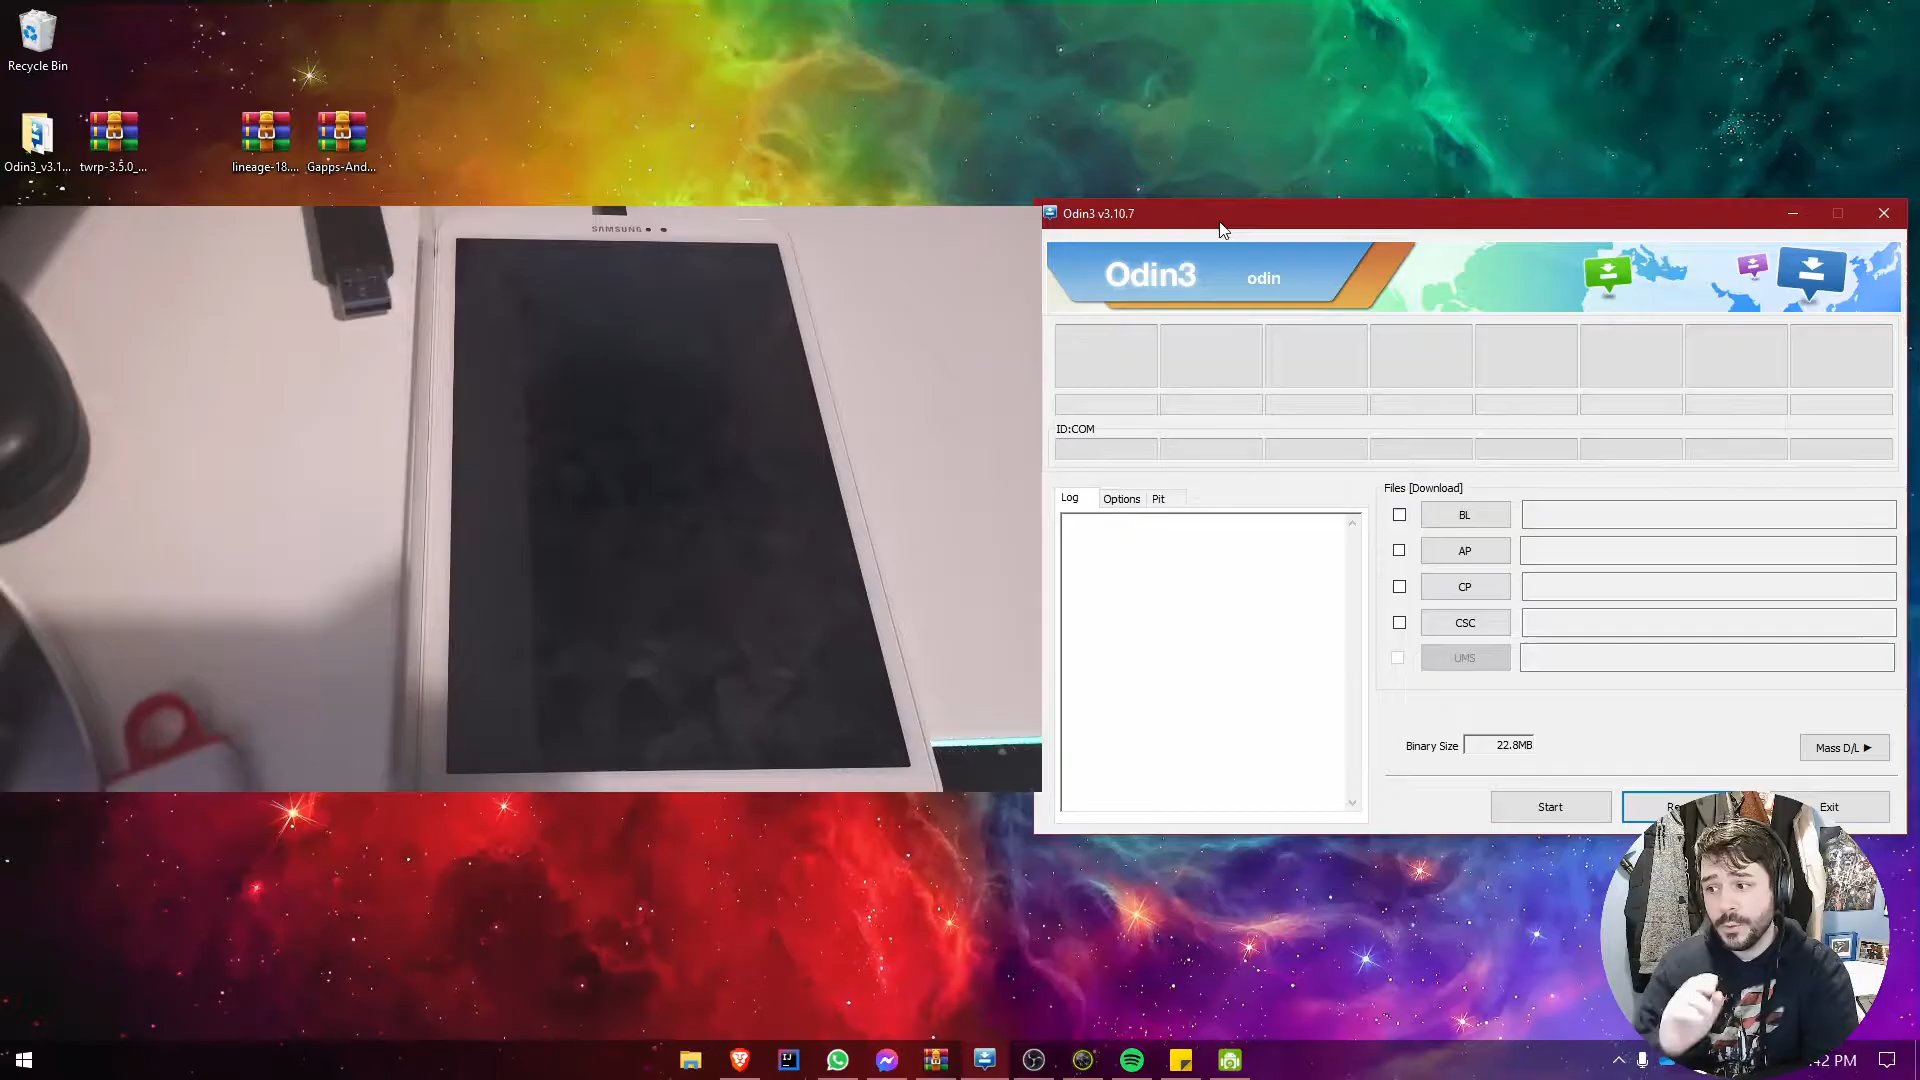 Recycle Bin
Odin3_v3.1...
twrp-3.5.0_...
lineage-18....
Gapps-And...
SAMSUNG
Odin3 v3.10.7
Odin3
odin
ID:COM
Log
Options
Pit
Files [Download]
BL
AP
CP
CSC
UMS
Binary Size
22.8MB
Mass D/L ►
Start
Re
Exit
:42 PM